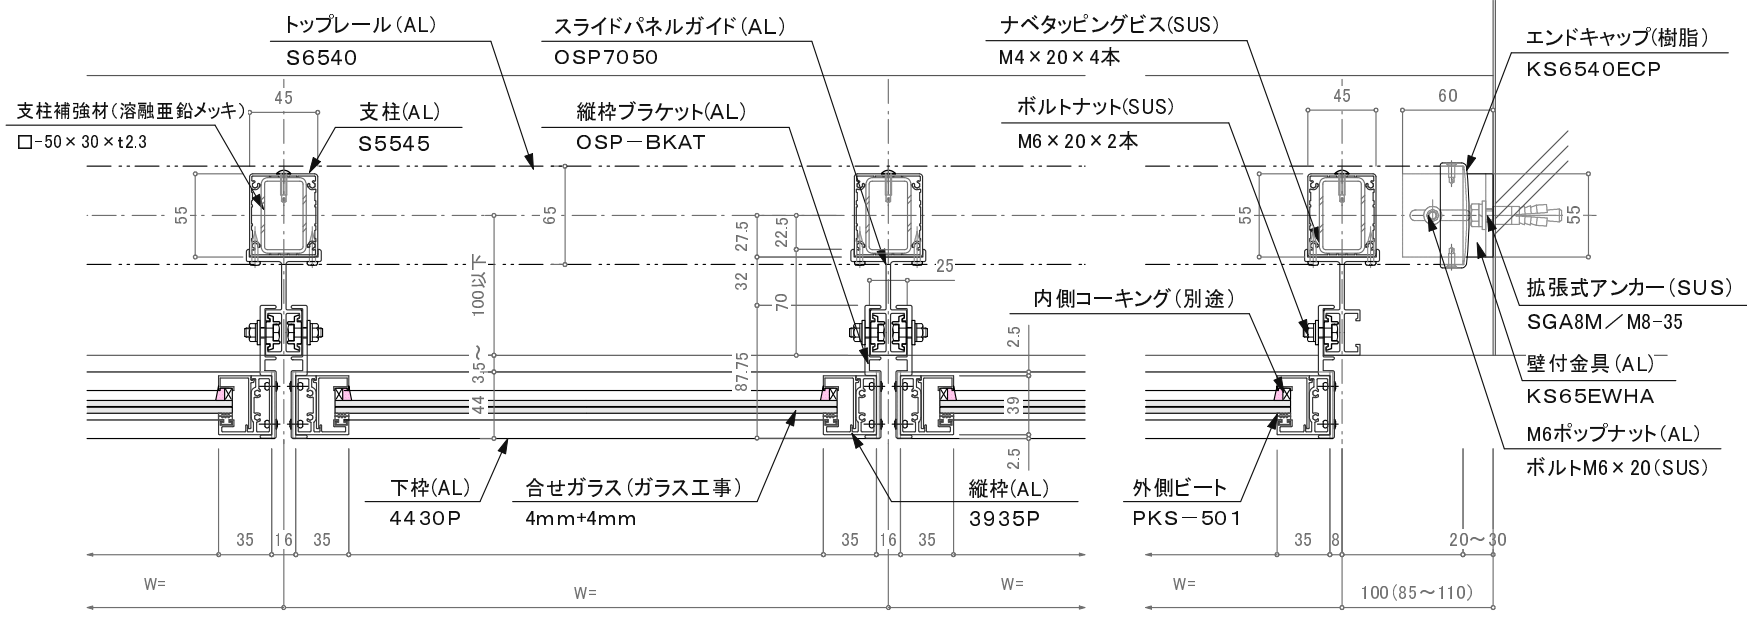 トップレール(AL)
S6540
スライドパネルガイド(AL)
OSP7050
ナベタッピングビス(SUS)
M4×20×4本
エンドキャップ(樹脂)
KS6540ECP
支柱補強材(溶融亜鉛メッキ)
□-50×30×t2.3
45
支柱(AL)
S5545
縦枠ブラケット(AL)
OSP－BKAT
ボルトナット(SUS)
M6×20×2本
45
60
55
65
27.5
22.5
55
55
100以下
32
70
25
内側コーキング(別途)
拡張式アンカー(SUS)
SGA8M／M8-35
3.5～
87.75
2.5
壁付金具(AL)
KS65EWHA
44
39
M6ポップナット(AL)
ボルトM6×20(SUS)
2.5
下枠(AL)
4430P
合せガラス(ガラス工事)
4mm+4mm
縦枠(AL)
3935P
外側ビート
PKS－501
35
16
35
35
16
35
35
8
20～30
W=
W=
W=
W=
100(85～110)